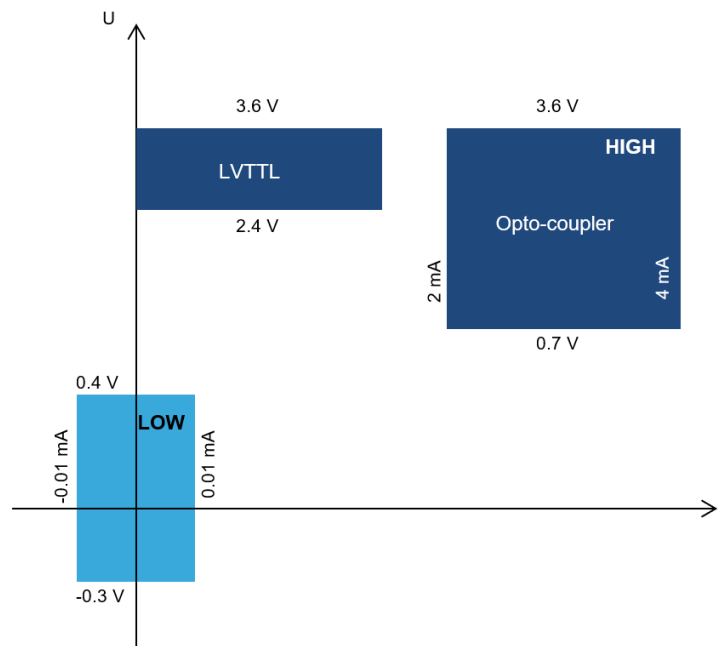 U
3.6 V
3.6 V
HIGH
LVTTL
Opto-coupler
2.4 V
2 mA
4 mA
0.7 V
0.4 V
LOW
-0.01 mA
0.01 mA
-0.3 V